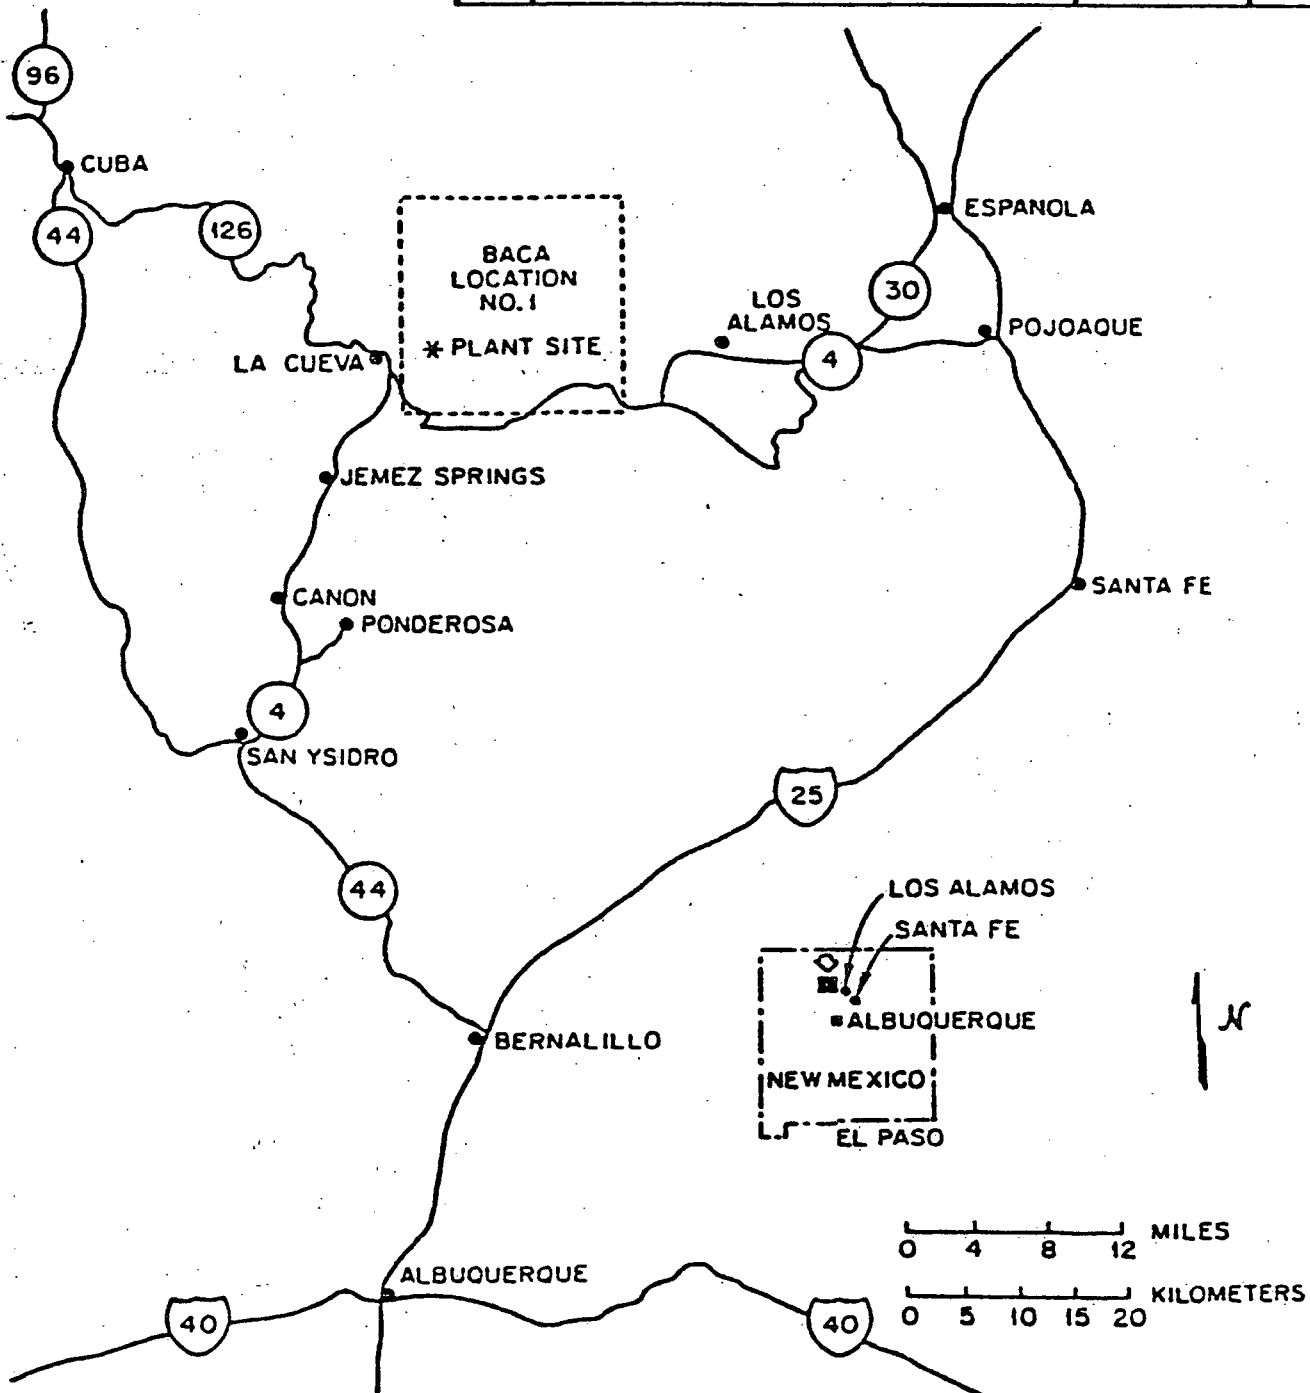 96
CUBA
44
126
BACA
LOCATION
NO. 1
* PLANT SITE
LA CUEVA
ESPANOLA
30
LOS
ALAMOS
POJOAQUE
4
JEMEZ SPRINGS
CANON
PONDEROSA
SANTA FE
4
SAN YSIDRO
25
44
LOS ALAMOS
SANTA FE
ALBUQUERQUE
NEW MEXICO
EL PASO
N
BERNALILLO
MILES
0 4 8 12
KILOMETERS
0 5 10 15 20
ALBUQUERQUE
40
40